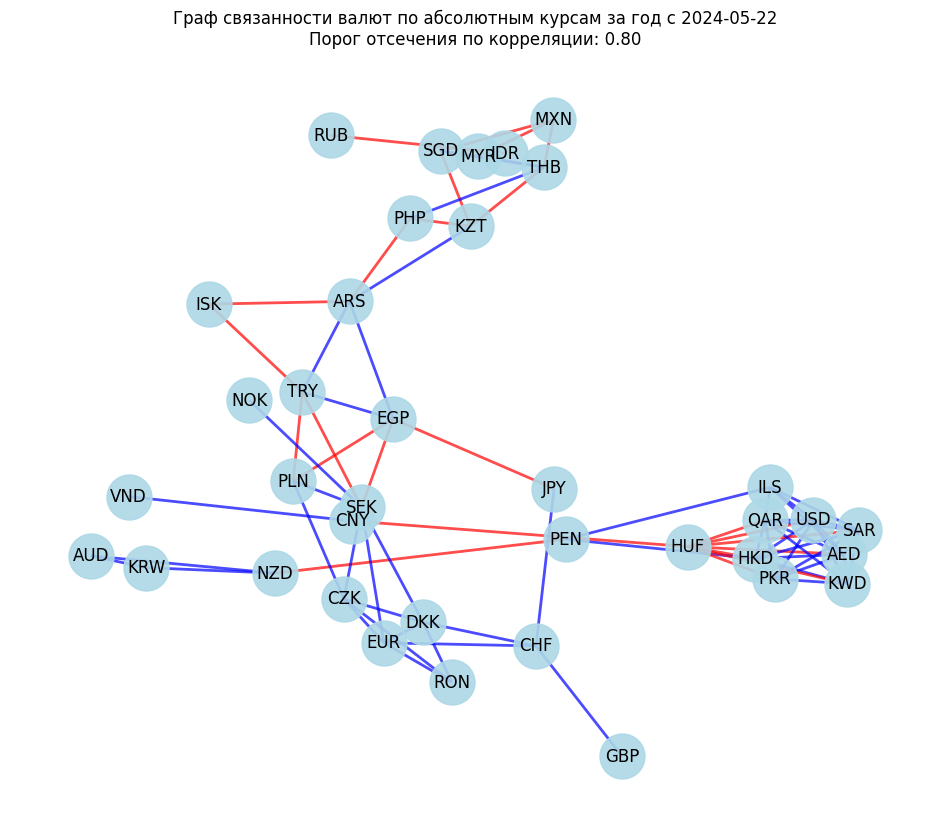 Граф связанности валют по абсолютным курсам за год с 2024-05-22
Порог отсечения по корреляции: 0.80
MXN
RUB
SGD
MYR
IDR
THB
PHP
KZT
ISK
ARS
TRY
NOK
EGP
PLN
JPY
ILS
VND
SEK
CNY
QAR
USD
SAR
PEN
HUF
AUD
KRW
NZD
HKD
AED
PKR
KWD
CZK
DKK
EUR
CHF
RON
GBP